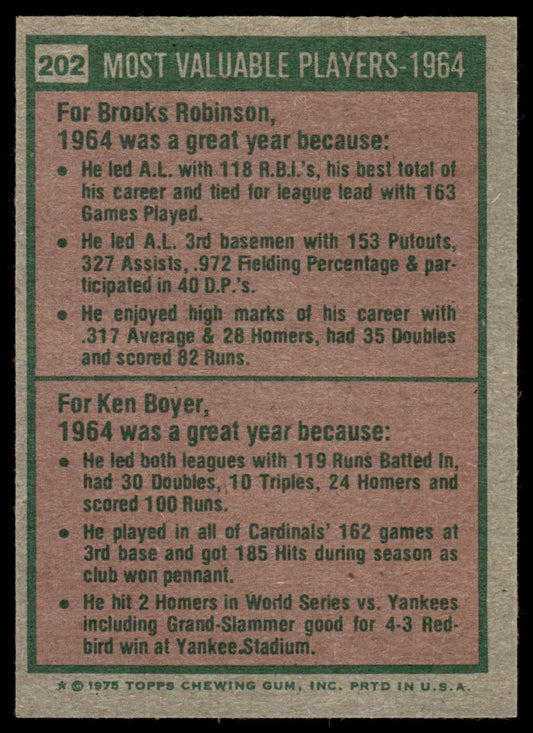 202 MOST VALUABLE PLAYERS-1964
For Brooks Robinson,
1964 was a great year because:
● He led A.L. with 118 R.B.I.'s, his best total of
his career and tied for league lead with 163
Games Played.
● He led A.L. 3rd basemen with 153 Putouts,
327 Assists, .972 Fielding Percentage & par-
ticipated in 40 D.P.'s.
● He enjoyed high marks of his career with
.317 Average & 28 Homers, had 35 Doubles
and scored 82 Runs.
For Ken Boyer,
1964 was a great year because:
● He led both leagues with 119 Runs Batted In,
had 30 Doubles, 10 Triples, 24 Homers and
scored 100 Runs.
● He played in all of Cardinals' 162 games at
3rd base and got 185 Hits during season as
club won pennant.
● He hit 2 Homers in World Series vs. Yankees
including Grand-Slammer good for 4-3 Red-
bird win at Yankee Stadium.
★ © 1975 TOPPS CHEWING GUM, INC. PRTD IN U.S.A.